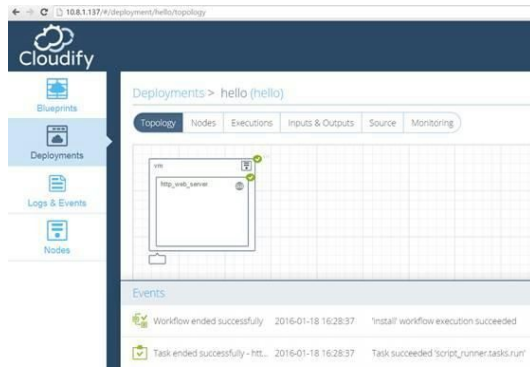 10.8.1.137/#/deployment/hello/topology
Cloudify
Blueprints
Deployments
Logs & Events
Nodes
Deployments > hello (hello)
Topology Nodes Executions Inputs & Outputs Source Monitoring
vm
http_web_server
Events
Workflow ended successfully 2016-01-18 16:28:37 'install' workflow execution succeeded
Task ended successfully - htt... 2016-01-18 16:28:37 Task succeeded 'script_runner.tasks.run'